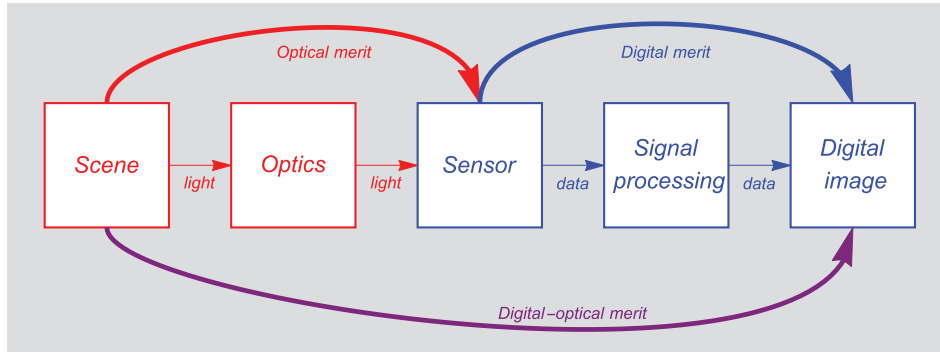 Optical merit
Digital merit
Scene
light
Optics
light
Sensor
data
Signal
processing
data
Digital
image
Digital–optical merit